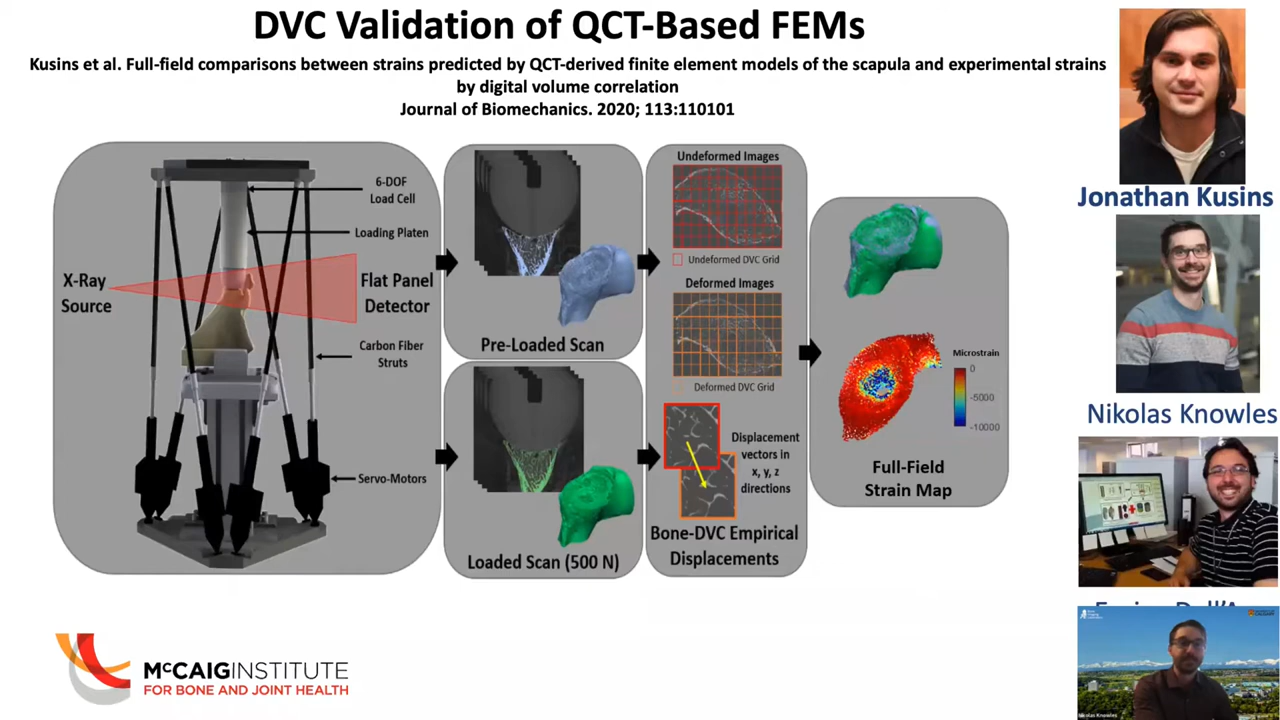 DVC Validation of QCT-Based FEMs
Kusins et al. Full-field comparisons between strains predicted by QCT-derived finite element models of the scapula and experimental strains
by digital volume correlation
Journal of Biomechanics. 2020; 113:110101
6-DOF
Load Cell
Loading Platen
X-Ray
Source
Flat Panel
Detector
Carbon Fiber
Struts
Servo-Motors
Pre-Loaded Scan
Loaded Scan (500 N)
Undeformed Images
Undeformed DVC Grid
Deformed Images
Deformed DVC Grid
Displacement
vectors in
x, y, z
directions
Bone-DVC Empirical
Displacements
Microstrain
0
-5000
-10000
Full-Field
Strain Map
Jonathan Kusins
Nikolas Knowles
Nikolas Knowles
McCAIG INSTITUTE
FOR BONE AND JOINT HEALTH